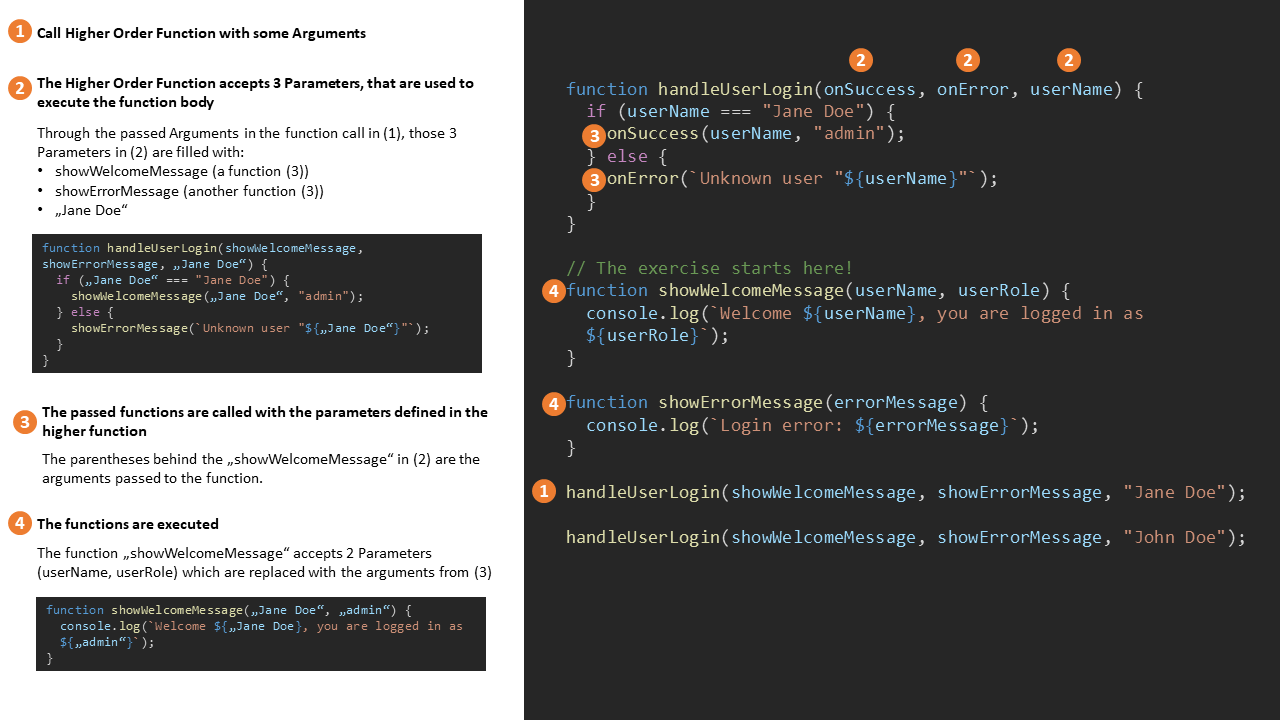 1 Call Higher Order Function with some Arguments
2 The Higher Order Function accepts 3 Parameters, that are used to
execute the function body
Through the passed Arguments in the function call in (1), those 3
Parameters in (2) are filled with:
• showWelcomeMessage (a function (3))
• showErrorMessage (another function (3))
• „Jane Doe“
function handleUserLogin(showWelcomeMessage,
showErrorMessage, „Jane Doe“) {
if („Jane Doe“ === "Jane Doe") {
showWelcomeMessage(„Jane Doe“, "admin");
} else {
showErrorMessage(`Unknown user "${„Jane Doe“}"`);
}
}
3 The passed functions are called with the parameters defined in the
higher function
The parentheses behind the „showWelcomeMessage“ in (2) are the
arguments passed to the function.
4 The functions are executed
The function „showWelcomeMessage“ accepts 2 Parameters
(userName, userRole) which are replaced with the arguments from (3)
function showWelcomeMessage(„Jane Doe“, „admin“) {
console.log(`Welcome ${„Jane Doe}, you are logged in as
${„admin“}`);
}
2 2 2
function handleUserLogin(onSuccess, onError, userName) {
if (userName === "Jane Doe") {
3 onSuccess(userName, "admin");
} else {
3 onError(`Unknown user "${userName}"`);
}
}
// The exercise starts here!
4 function showWelcomeMessage(userName, userRole) {
console.log(`Welcome ${userName}, you are logged in as
${userRole}`);
}
4 function showErrorMessage(errorMessage) {
console.log(`Login error: ${errorMessage}`);
}
1 handleUserLogin(showWelcomeMessage, showErrorMessage, "Jane Doe");
handleUserLogin(showWelcomeMessage, showErrorMessage, "John Doe");